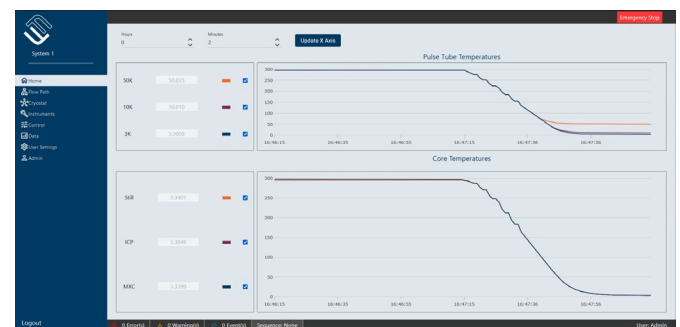 Emergency Stop
System 1
Home
Flow Path
Cryostat
Instruments
Control
Data
User Settings
Admin
Logout
Hours
0
Minutes
2
Update X Axis
Pulse Tube Temperatures
50K
10K
3K
300
250
200
150
100
50
0
16:46:15
16:46:35
16:46:55
16:47:15
16:47:36
16:47:56
Core Temperatures
Still
ICP
MXC
300
250
200
150
100
50
0
16:46:15
16:46:35
16:46:55
16:47:15
16:47:36
16:47:56
0 Error(s)
0 Warning(s)
0 Event(s)
Sequence: None
User: Admin